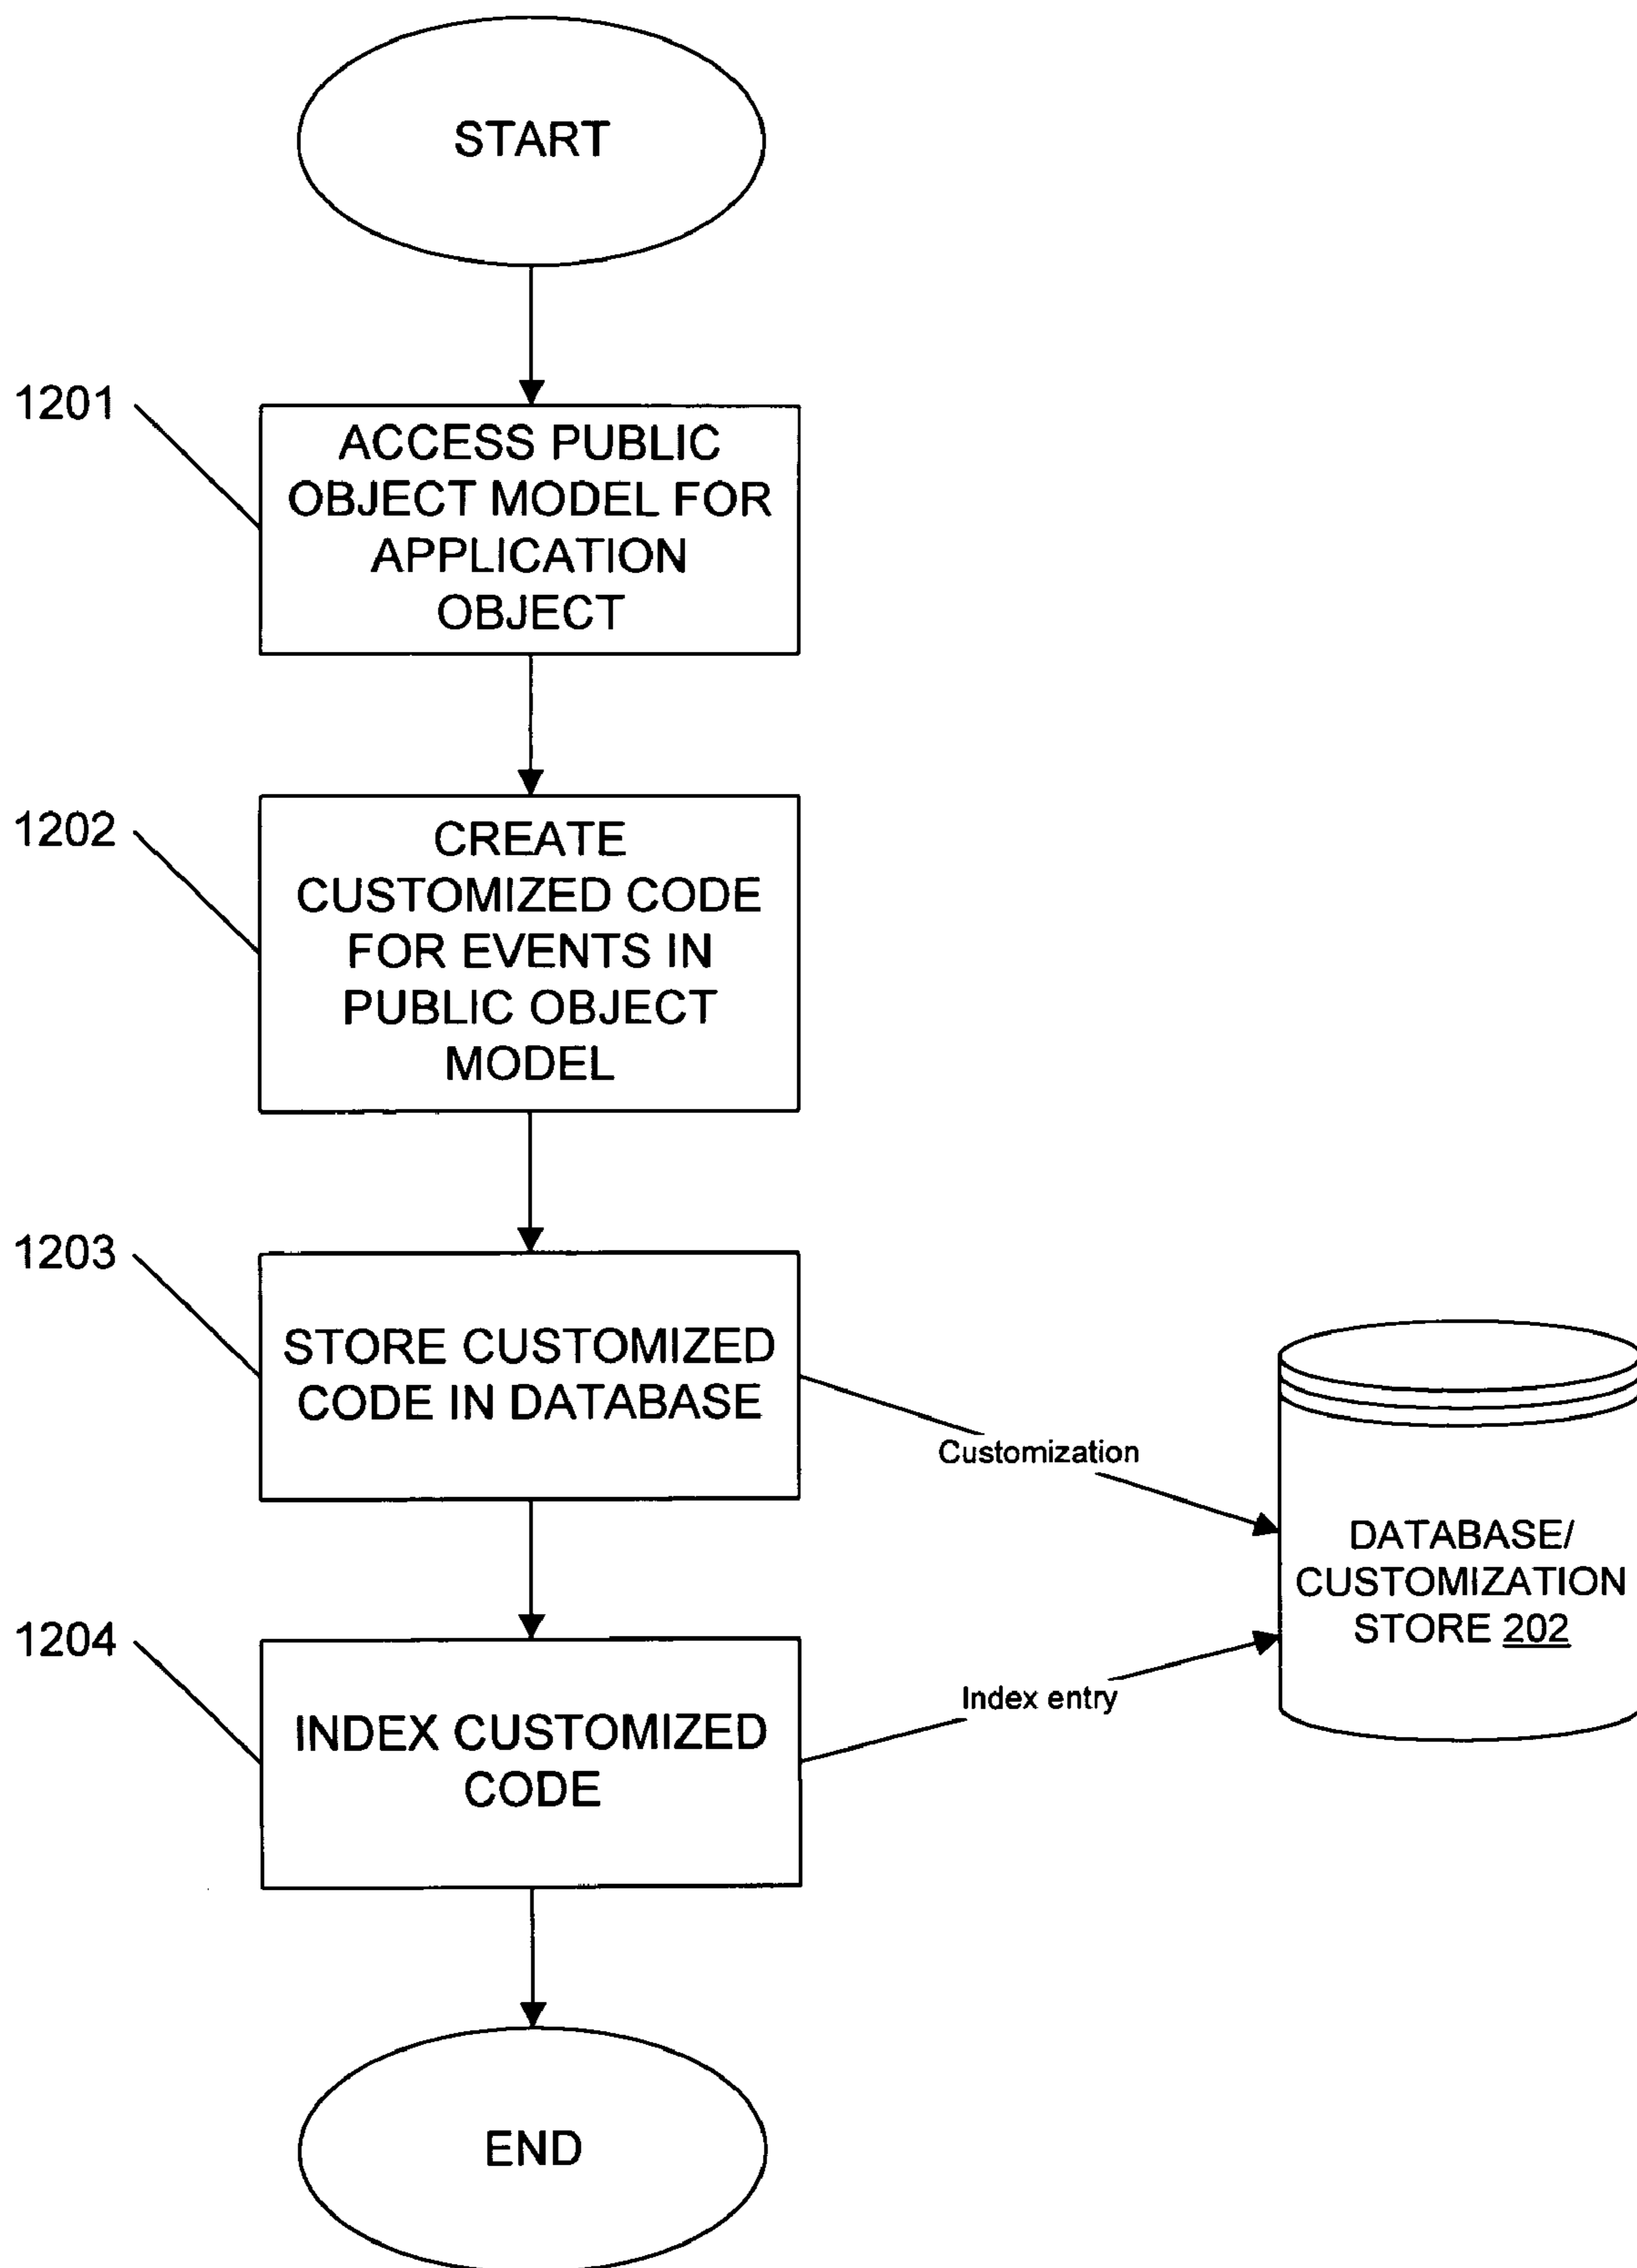 START
1201
ACCESS PUBLIC
OBJECT MODEL FOR
APPLICATION
OBJECT
1202
CREATE
CUSTOMIZED CODE
FOR EVENTS IN
PUBLIC OBJECT
MODEL
1203
STORE CUSTOMIZED
CODE IN DATABASE
Customization
DATABASE/
CUSTOMIZATION
STORE 202
1204
INDEX CUSTOMIZED
CODE
Index entry
END